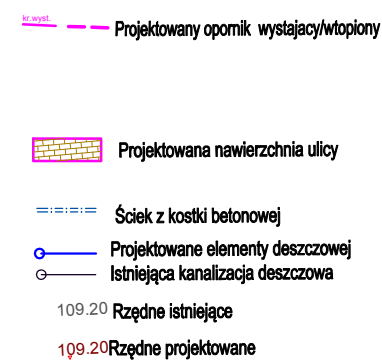 kr.wyst.
Projektowany opornik wystajacy/wtopiony
Projektowana nawierzchnia ulicy
Ściek z kostki betonowej
Projektowane elementy deszczowej
Istniejąca kanalizacja deszczowa
109.20 Rzędne istniejące
109.20 Rzędne projektowane